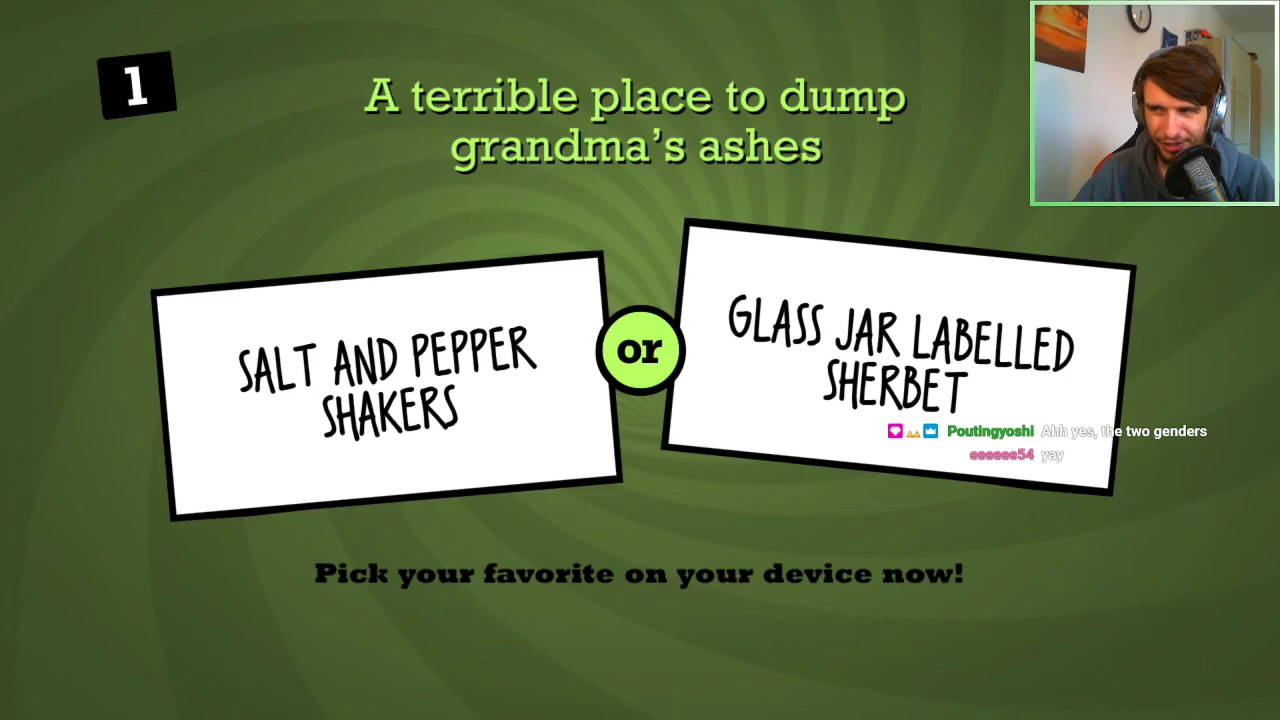 1
A terrible place to dump
grandma's ashes
SALT AND PEPPER
SHAKERS
or
GLASS JAR LABELLED
SHERBET
Poutingyoshi Ahh yes, the two genders
eeeeee54 yay
Pick your favorite on your device now!